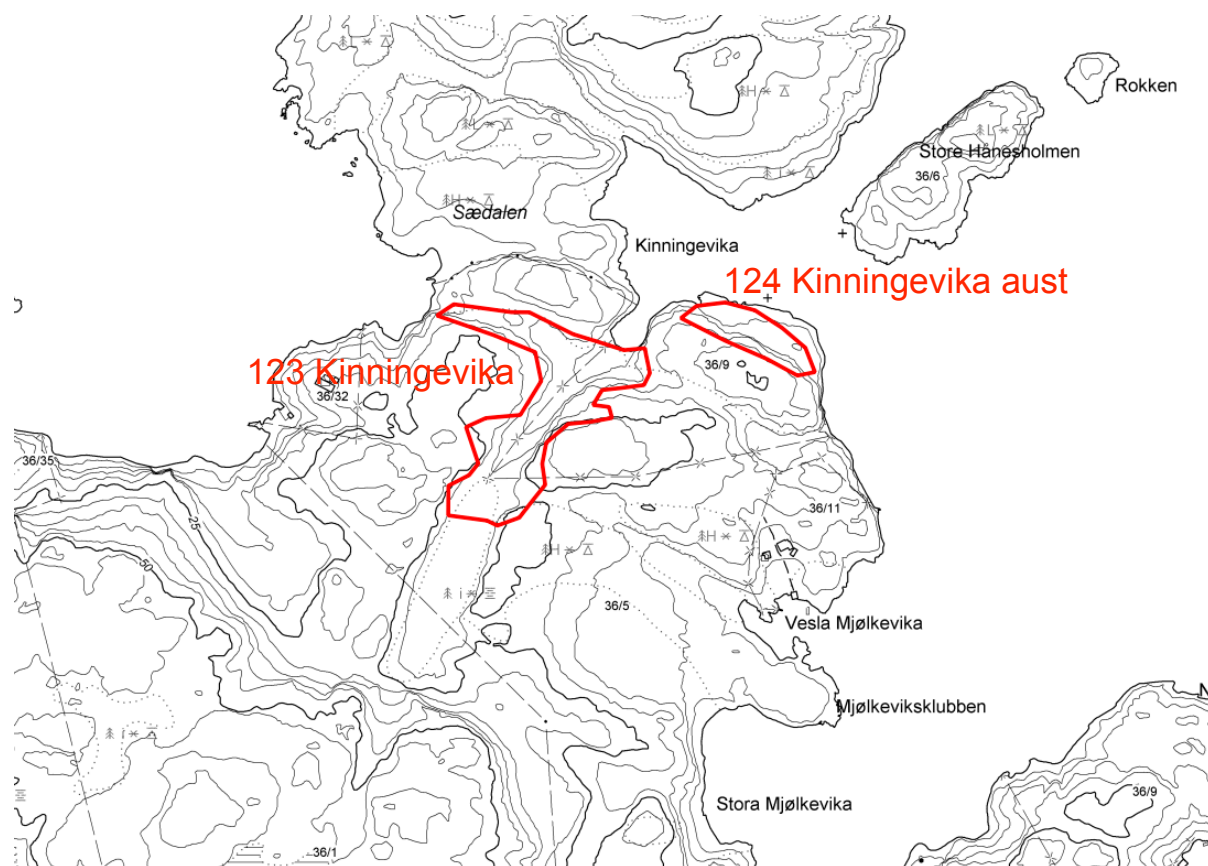 Rokken
Store Hånesholmen
36/6
Sædalen
Kinningevika
124 Kinningevika aust
123 Kinningevika
36/9
36/32
36/35
25
50
36/11
36/5
Vesla Mjølkevika
Mjølkeviksklubben
Stora Mjølkevika
36/9
36/1